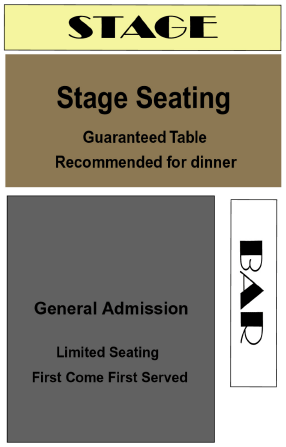 STAGE
Stage Seating
Guaranteed Table
Recommended for dinner
General Admission
Limited Seating
First Come First Served
BAR